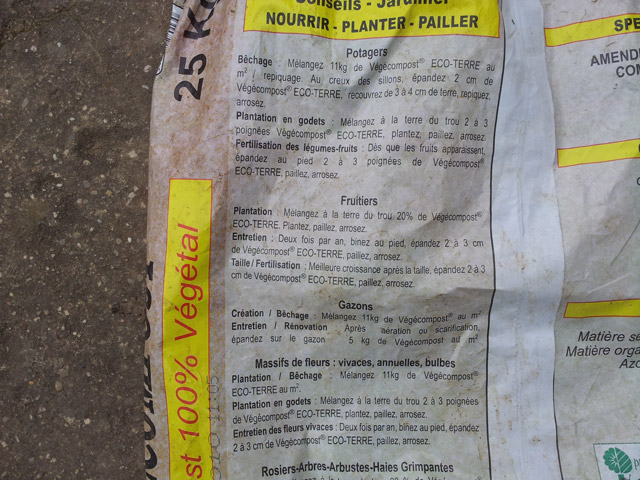 Conseils - Jardinier
NOURRIR - PLANTER - PAILLER
Potagers
Bêchage : Mélangez 11kg de Végécompost® ECO-TERRE au
m² / repiquage. Au creux des sillons, épandez 2 cm de
Végécompost® ECO-TERRE, recouvrez de 3 à 4 cm de terre, repiquez,
arrosez.
Plantation en godets : Mélangez à la terre du trou 2 à 3
poignées Végécompost® ECO-TERRE, plantez, paillez, arrosez.
Fertilisation des légumes-fruits : Dès que les fruits apparaissent,
épandez au pied 2 à 3 poignées de Végécompost®
ECO-TERRE, paillez, arrosez.
Fruitiers
Plantation : Mélangez à la terre du trou 20% de Végécompost®
ECO-TERRE. Plantez, paillez, arrosez.
Entretien : Deux fois par an, binez au pied, épandez 2 à 3 cm
de Végécompost® ECO-TERRE, paillez, arrosez.
Taille / Fertilisation : Meilleure croissance après la taille, épandez 2 à 3
cm de Végécompost® ECO-TERRE, paillez, arrosez.
Gazons
Création / Bêchage : Mélangez 11kg de Végécompost® au m²
Entretien / Rénovation : Après aération ou scarification,
épandez sur le gazon 5 kg de Végécompost au m².
Massifs de fleurs : vivaces, annuelles, bulbes
Plantation / Bêchage : Mélangez 11kg de Végécompost®
ECO-TERRE au m².
Plantation en godets : Mélangez à la terre du trou 2 à 3 poignées
de Végécompost® ECO-TERRE, plantez, paillez, arrosez.
Entretien des fleurs vivaces : Deux fois par an, binez au pied, épandez
2 à 3 cm de Végécompost® ECO-TERRE, paillez, arrosez.
Rosiers-Arbres-Arbustes-Haies Grimpantes
25 Kg
st 100% Végétal
SPE
AMEND
CO
Matière sè
Matière orga
Azo